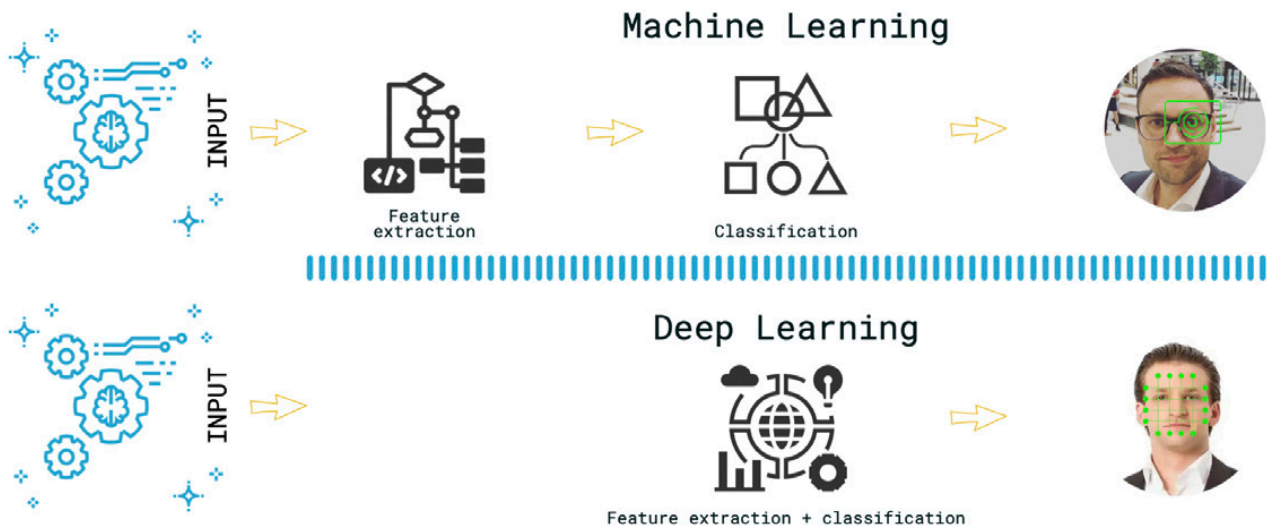 Machine Learning
INPUT
</>
Feature
extraction
Classification
Deep Learning
INPUT
Feature extraction + classification